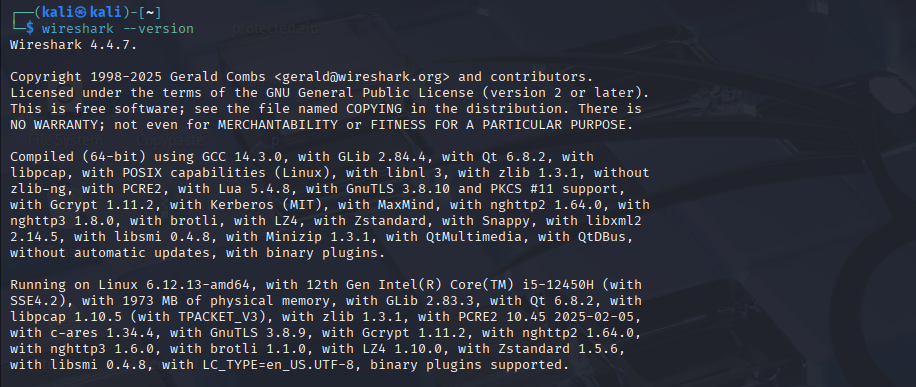 ┌──(kali㉿kali)-[~]
└─$ wireshark --version
Wireshark 4.4.7.

Copyright 1998-2025 Gerald Combs <gerald@wireshark.org> and contributors.
Licensed under the terms of the GNU General Public License (version 2 or later).
This is free software; see the file named COPYING in the distribution. There is
NO WARRANTY; not even for MERCHANTABILITY or FITNESS FOR A PARTICULAR PURPOSE.

Compiled (64-bit) using GCC 14.3.0, with GLib 2.84.4, with Qt 6.8.2, with
libpcap, with POSIX capabilities (Linux), with libnl 3, with zlib 1.3.1, without
zlib-ng, with PCRE2, with Lua 5.4.8, with GnuTLS 3.8.10 and PKCS #11 support,
with Gcrypt 1.11.2, with Kerberos (MIT), with MaxMind, with nghttp2 1.64.0, with
nghttp3 1.8.0, with brotli, with LZ4, with Zstandard, with Snappy, with libxml2
2.14.5, with libsmi 0.4.8, with Minizip 1.3.1, with QtMultimedia, with QtDBus,
without automatic updates, with binary plugins.

Running on Linux 6.12.13-amd64, with 12th Gen Intel(R) Core(TM) i5-12450H (with
SSE4.2), with 1973 MB of physical memory, with GLib 2.83.3, with Qt 6.8.2, with
libpcap 1.10.5 (with TPACKET_V3), with zlib 1.3.1, with PCRE2 10.45 2025-02-05,
with c-ares 1.34.4, with GnuTLS 3.8.9, with Gcrypt 1.11.2, with nghttp2 1.64.0,
with nghttp3 1.6.0, with brotli 1.1.0, with LZ4 1.10.0, with Zstandard 1.5.6,
with libsmi 0.4.8, with LC_TYPE=en_US.UTF-8, binary plugins supported.